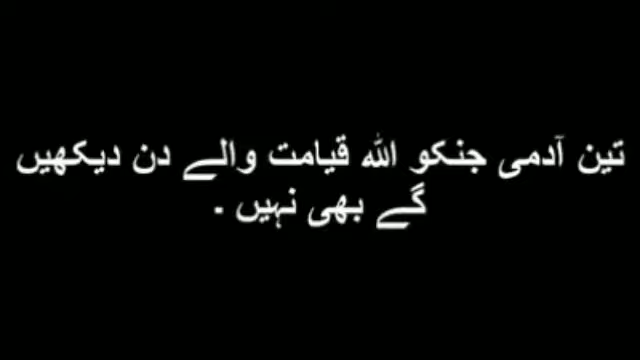 تین آدمی جنکو اللہ قیامت والے دن دیکھیں
گے بھی نہیں ۔